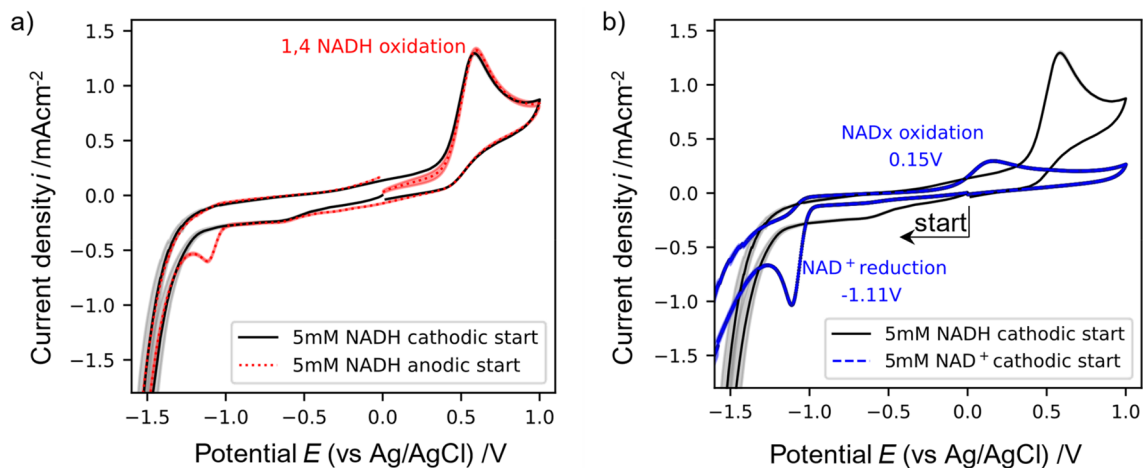 a)
1.5
1.0
0.5
0.0
−0.5
−1.0
−1.5
Current density i /mAcm⁻²
1,4 NADH oxidation
5mM NADH cathodic start
5mM NADH anodic start
−1.5 −1.0 −0.5 0.0 0.5 1.0
Potential E (vs Ag/AgCl) /V
b)
1.5
1.0
0.5
0.0
−0.5
−1.0
−1.5
Current density i /mAcm⁻²
NADx oxidation
0.15V
start
NAD⁺ reduction
-1.11V
5mM NADH cathodic start
5mM NAD⁺ cathodic start
−1.5 −1.0 −0.5 0.0 0.5 1.0
Potential E (vs Ag/AgCl) /V